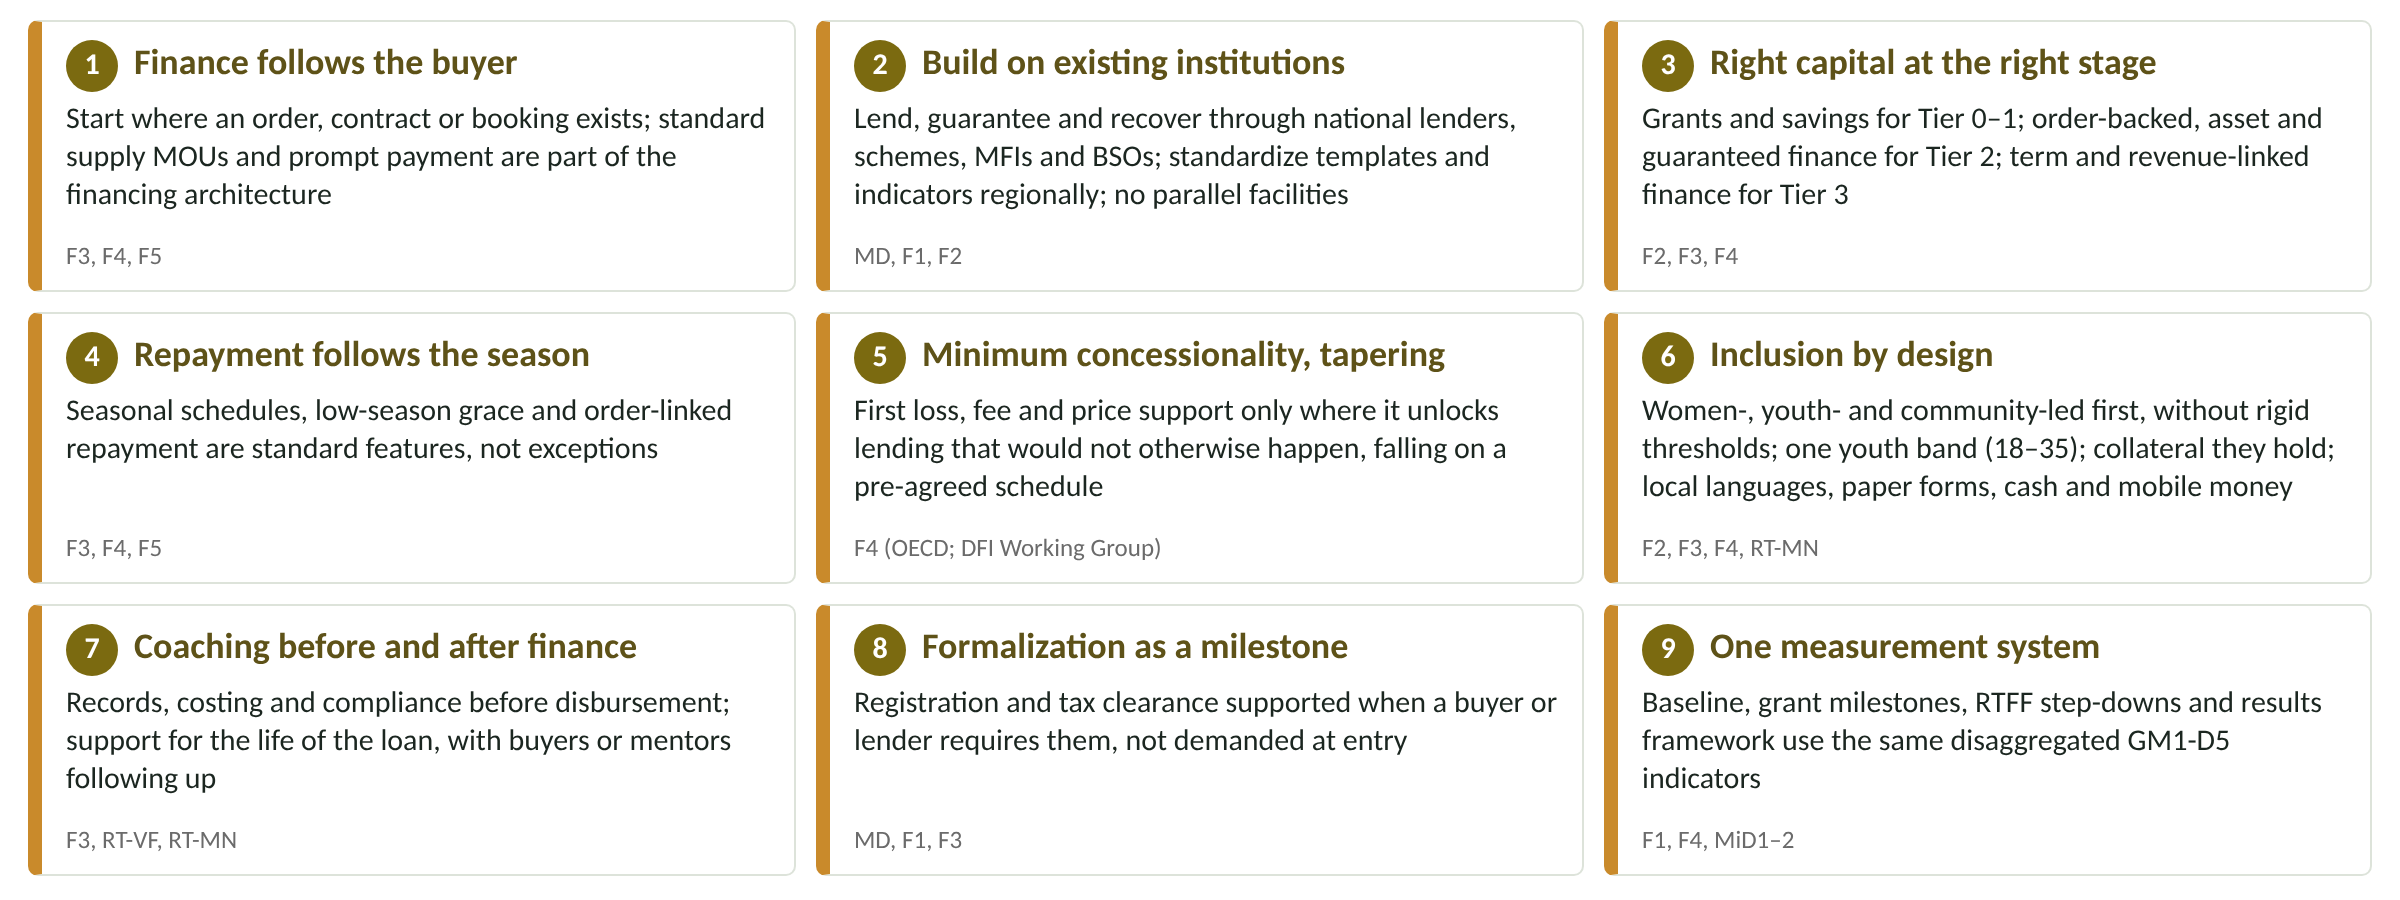 1 Finance follows the buyer
Start where an order, contract or booking exists; standard
supply MOUs and prompt payment are part of the
financing architecture
F3, F4, F5
2 Build on existing institutions
Lend, guarantee and recover through national lenders,
schemes, MFIs and BSOs; standardize templates and
indicators regionally; no parallel facilities
MD, F1, F2
3 Right capital at the right stage
Grants and savings for Tier 0–1; order-backed, asset and
guaranteed finance for Tier 2; term and revenue-linked
finance for Tier 3
F2, F3, F4
4 Repayment follows the season
Seasonal schedules, low-season grace and order-linked
repayment are standard features, not exceptions
F3, F4, F5
5 Minimum concessionality, tapering
First loss, fee and price support only where it unlocks
lending that would not otherwise happen, falling on a
pre-agreed schedule
F4 (OECD; DFI Working Group)
6 Inclusion by design
Women-, youth- and community-led first, without rigid
thresholds; one youth band (18–35); collateral they hold;
local languages, paper forms, cash and mobile money
F2, F3, F4, RT-MN
7 Coaching before and after finance
Records, costing and compliance before disbursement;
support for the life of the loan, with buyers or mentors
following up
F3, RT-VF, RT-MN
8 Formalization as a milestone
Registration and tax clearance supported when a buyer or
lender requires them, not demanded at entry
MD, F1, F3
9 One measurement system
Baseline, grant milestones, RTFF step-downs and results
framework use the same disaggregated GM1-D5
indicators
F1, F4, MiD1–2